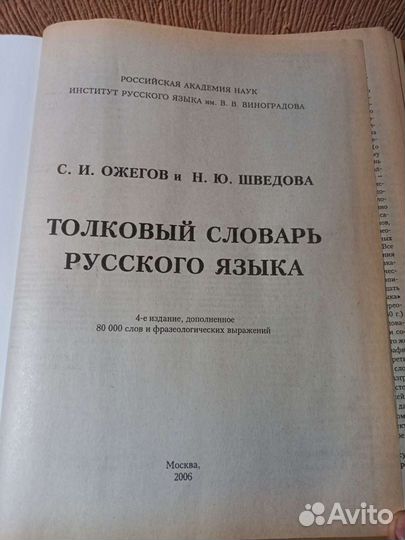 РОССИЙСКАЯ АКАДЕМИЯ НАУК
ИНСТИТУТ РУССКОГО ЯЗЫКА им. В. В. ВИНОГРАДОВА
С. И. ОЖЕГОВ и Н. Ю. ШВЕДОВА
ТОЛКОВЫЙ СЛОВАРЬ
РУССКОГО ЯЗЫКА
4-е издание, дополненное
80 000 слов и фразеологических выражений
Москва,
2006
Avito